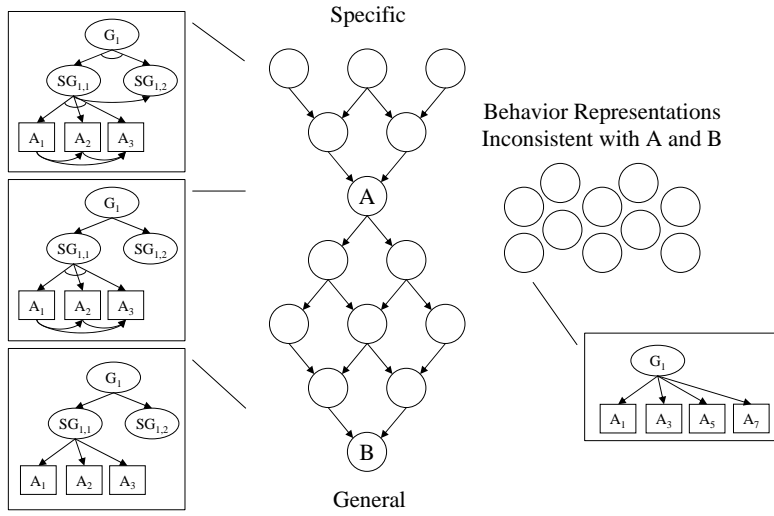 Specific
G1
SG1,1
SG1,2
A1
A2
A3
Behavior Representations
Inconsistent with A and B
A
G1
SG1,1
SG1,2
A1
A2
A3
G1
SG1,1
SG1,2
A1
A2
A3
G1
A1
A3
A5
A7
B
General